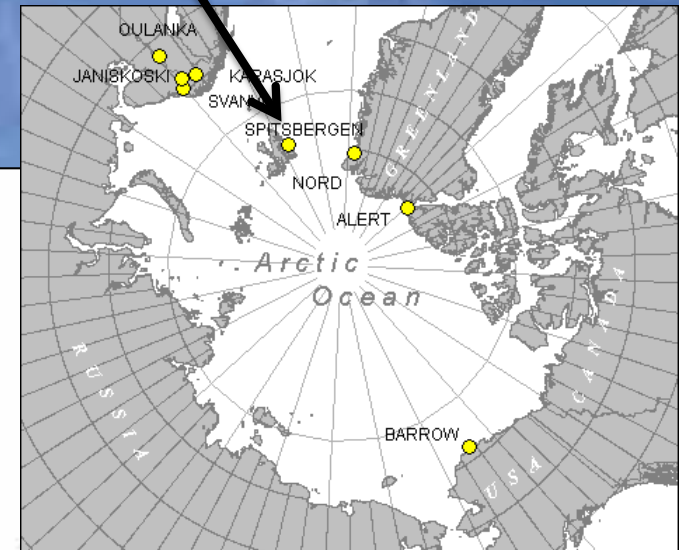 OULANKA
GREENLAND
JANISKOSKI
KARASJOK
SPITSBERGEN
NORD
ALERT
Arctic
Ocean
RUSSIA
CANADA
BARROW
USA